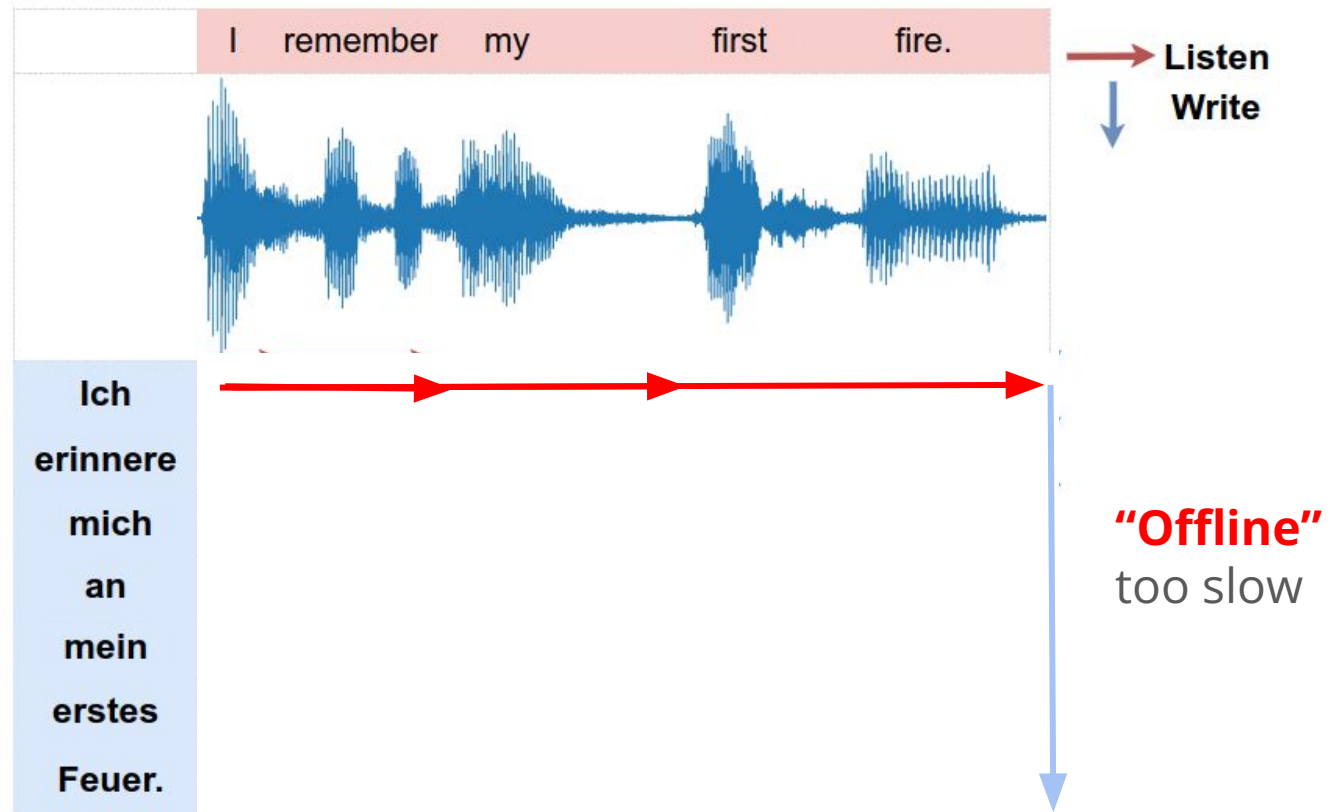 I remember my first fire.
Listen
Write
Ich
erinnere
mich
an
mein
erstes
Feuer.
“Offline”
too slow